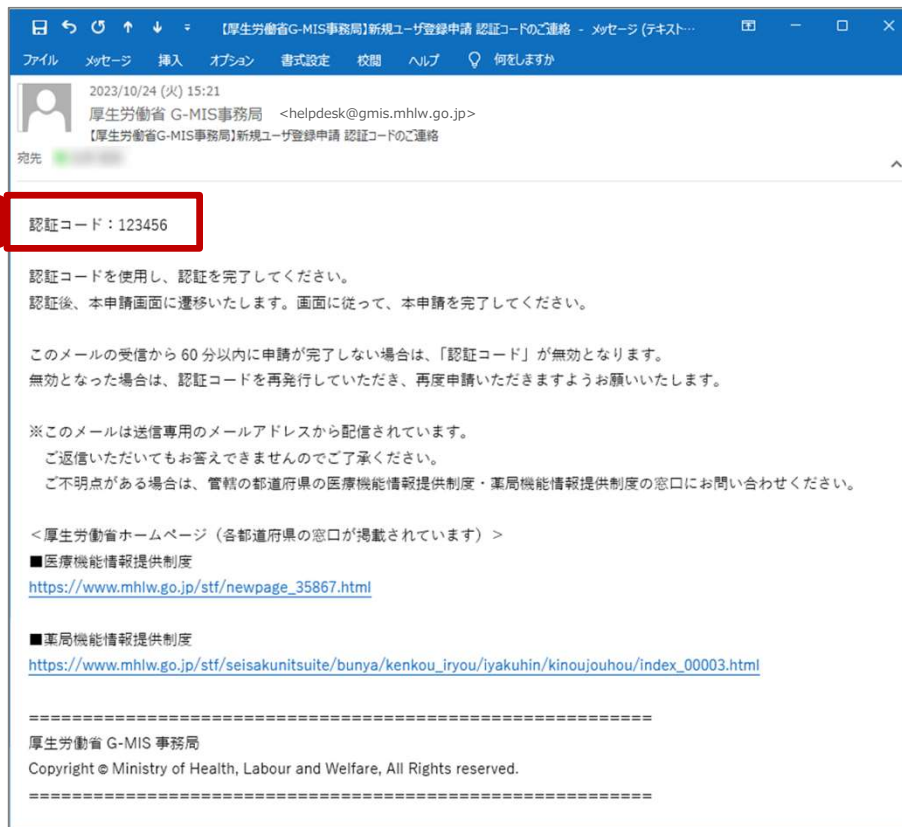 【厚生労働省G-MIS事務局】新規ユーザ登録申請 認証コードのご連絡 - メッセージ (テキスト…
ファイル メッセージ 挿入 オプション 書式設定 校閲 ヘルプ 何をしますか
2023/10/24 (火) 15:21
厚生労働省 G-MIS事務局 <helpdesk@gmis.mhlw.go.jp>
【厚生労働省G-MIS事務局】新規ユーザ登録申請 認証コードのご連絡
宛先
認証コード：123456
認証コードを使用し、認証を完了してください。
認証後、本申請画面に遷移いたします。画面に従って、本申請を完了してください。
このメールの受信から 60 分以内に申請が完了しない場合は、「認証コード」が無効となります。
無効となった場合は、認証コードを再発行していただき、再度申請いただきますようお願いいたします。
※このメールは送信専用のメールアドレスから配信されています。
ご返信いただいてもお答えできませんのでご了承ください。
ご不明点がある場合は、管轄の都道府県の医療機能情報提供制度・薬局機能情報提供制度の窓口にお問い合わせください。
＜厚生労働省ホームページ（各都道府県の窓口が掲載されています）＞
■医療機能情報提供制度
https://www.mhlw.go.jp/stf/newpage_35867.html
■薬局機能情報提供制度
https://www.mhlw.go.jp/stf/seisakunitsuite/bunya/kenkou_iryou/iyakuhin/kinoujouhou/index_00003.html
==========================================================
厚生労働省 G-MIS 事務局
Copyright © Ministry of Health, Labour and Welfare, All Rights reserved.
==========================================================